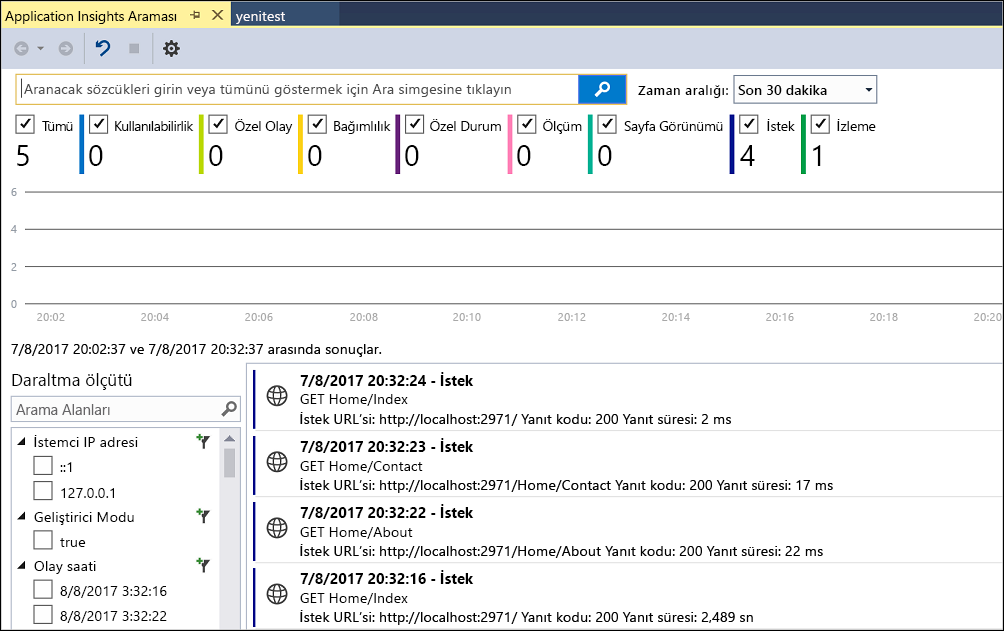 Application Insights Araması yenitest
Aranacak sözcükleri girin veya tümünü göstermek için Ara simgesine tıklayın Zaman aralığı: Son 30 dakika
Tümü Kullanılabilirlik Özel Olay Bağımlılık Özel Durum Ölçüm Sayfa Görünümü İstek İzleme
5 0 0 0 0 0 0 4 1
6
4
2
0
20:02 20:04 20:06 20:08 20:10 20:12 20:14 20:16 20:18 20:20
7/8/2017 20:02:37 ve 7/8/2017 20:32:37 arasında sonuçlar.
Daraltma ölçütü
Arama Alanları
İstemci IP adresi
::1
127.0.0.1
Geliştirici Modu
true
Olay saati
8/8/2017 3:32:16
8/8/2017 3:32:22
7/8/2017 20:32:24 - İstek
GET Home/Index
İstek URL'si: http://localhost:2971/ Yanıt kodu: 200 Yanıt süresi: 2 ms
7/8/2017 20:32:23 - İstek
GET Home/Contact
İstek URL'si: http://localhost:2971/Home/Contact Yanıt kodu: 200 Yanıt süresi: 17 ms
7/8/2017 20:32:22 - İstek
GET Home/About
İstek URL'si: http://localhost:2971/Home/About Yanıt kodu: 200 Yanıt süresi: 22 ms
7/8/2017 20:32:16 - İstek
GET Home/Index
İstek URL'si: http://localhost:2971/ Yanıt kodu: 200 Yanıt süresi: 2,489 sn